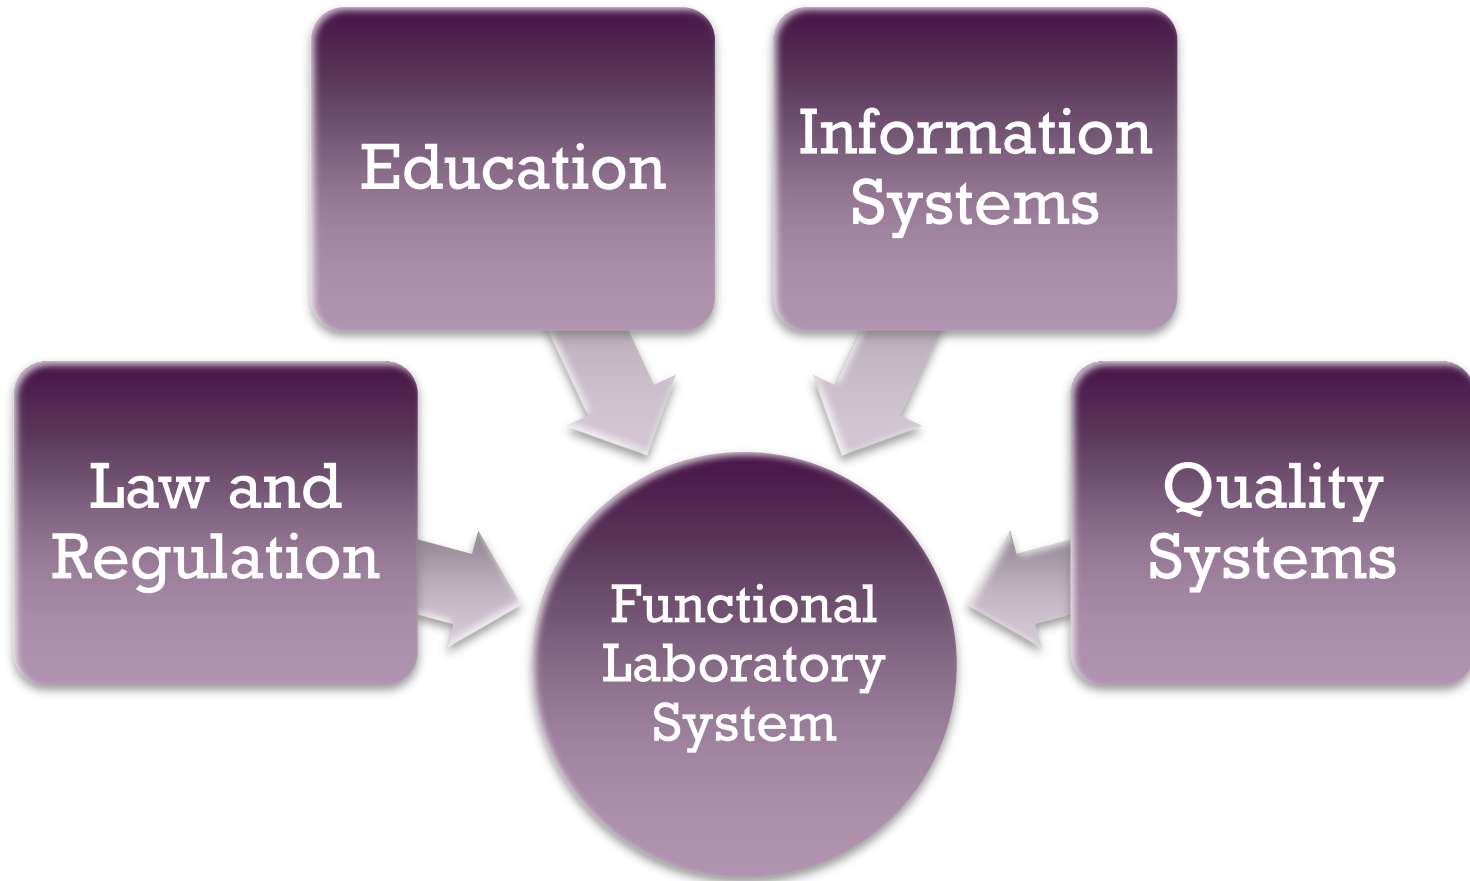 Education
Information
Systems
Law and
Regulation
Quality
Systems
Functional
Laboratory
System